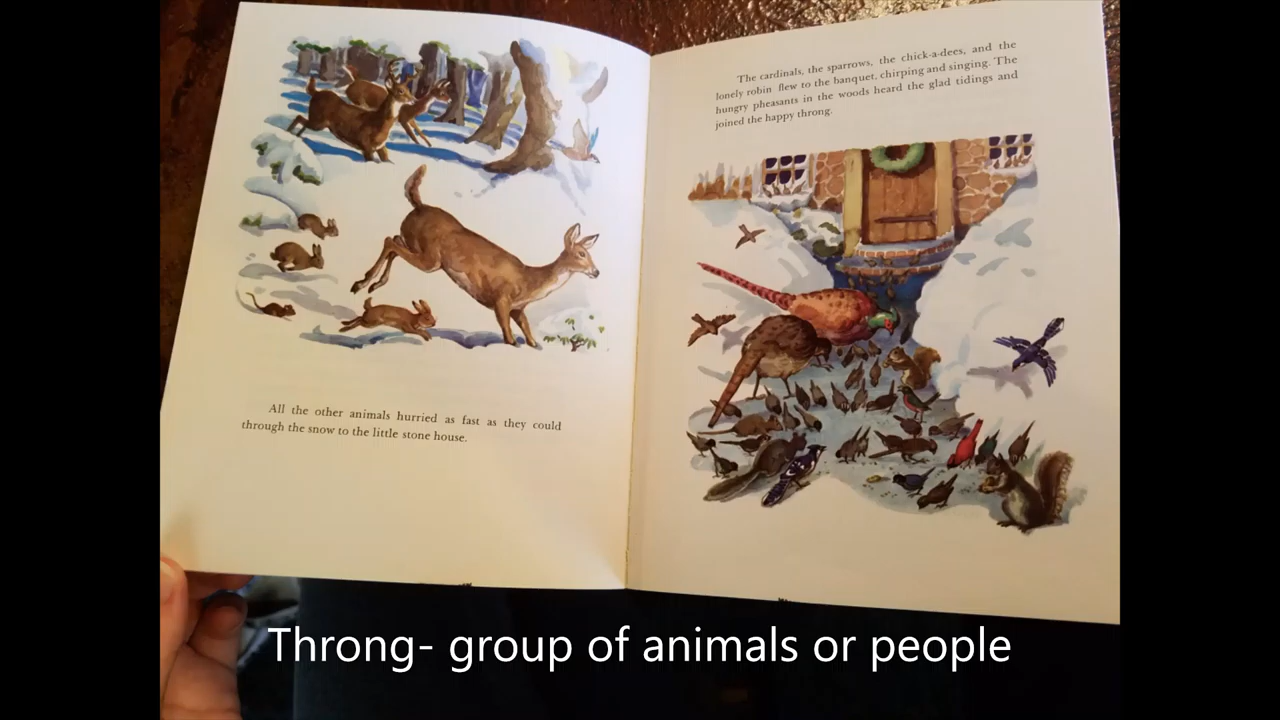 All the other animals hurried as fast as they could
through the snow to the little stone house.
The cardinals, the sparrows, the chick-a-dees, and the
lonely robin flew to the banquet, chirping and singing. The
hungry pheasants in the woods heard the glad tidings and
joined the happy throng.
Throng- group of animals or people